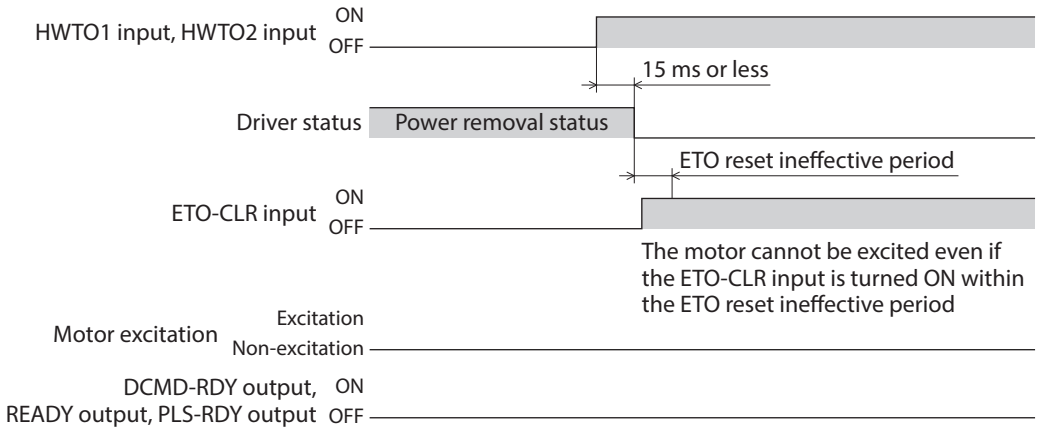 ON
HWTO1 input, HWTO2 input
OFF
15 ms or less
Driver status Power removal status
ETO reset ineffective period
ON
ETO-CLR input
OFF
The motor cannot be excited even if
the ETO-CLR input is turned ON within
the ETO reset ineffective period
Excitation
Motor excitation
Non-excitation
DCMD-RDY output, ON
READY output, PLS-RDY output OFF